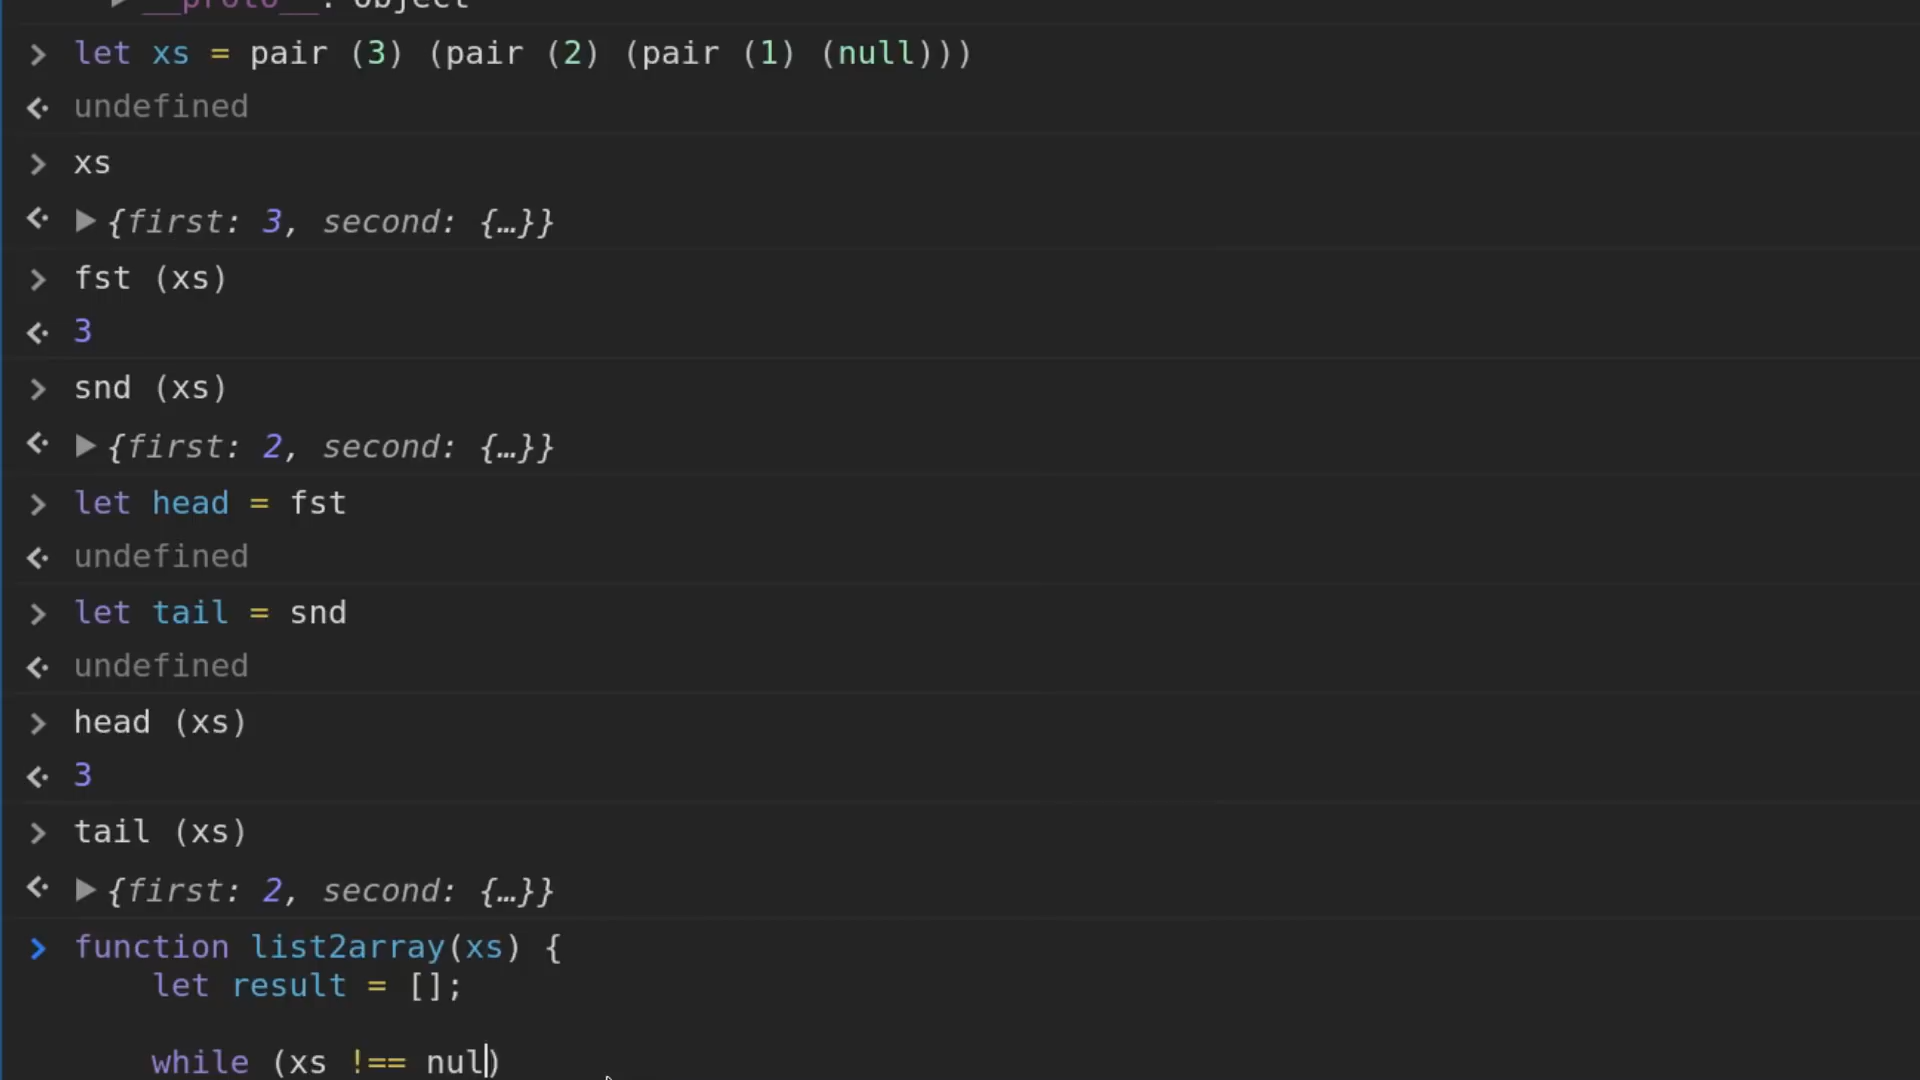 __proto__: Object
> let xs = pair (3) (pair (2) (pair (1) (null)))
undefined
> xs
▶ {first: 3, second: {…}}
> fst (xs)
3
> snd (xs)
▶ {first: 2, second: {…}}
> let head = fst
undefined
> let tail = snd
undefined
> head (xs)
3
> tail (xs)
▶ {first: 2, second: {…}}
> function list2array(xs) {
let result = [];
while (xs !== nul)